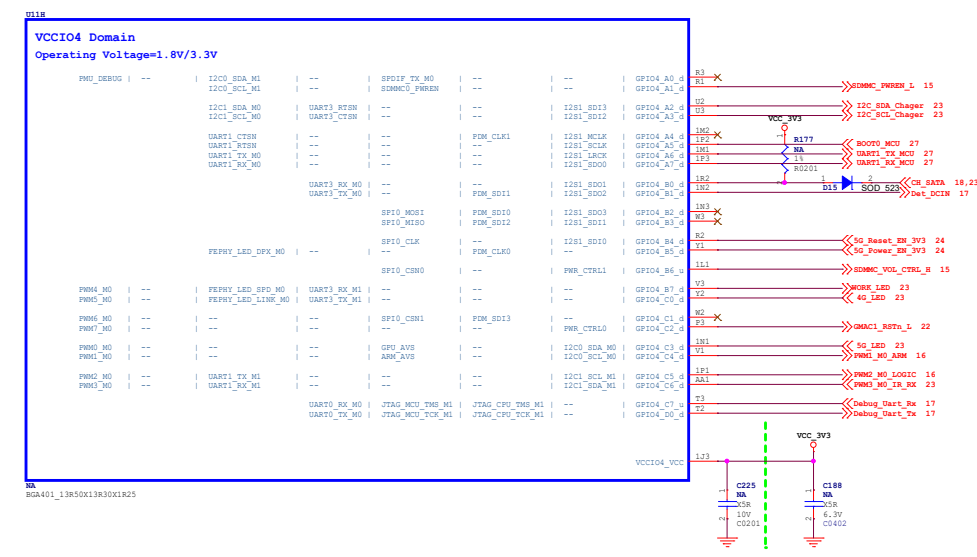 U11H
VCCIO4 Domain
Operating Voltage=1.8V/3.3V
PMU_DEBUG | -- | I2C0_SDA_M1 | -- | SPDIF_TX_M0 | -- | -- | GPIO4_A0_d R3
I2C0_SCL_M1 | -- | SDMMC0_PWREN | -- | -- | GPIO4_A1_d R1 SDMMC_PWREN_L 15
I2C1_SDA_M0 | UART3_RTSN | -- | -- | I2S1_SDI3 | GPIO4_A2_d U2 I2C_SDA_Chager 23
I2C1_SCL_M0 | UART3_CTSN | -- | -- | I2S1_SDI2 | GPIO4_A3_d U3 I2C_SCL_Chager 23
VCC_3V3
UART1_CTSN | -- | -- | PDM_CLK1 | I2S1_MCLK | GPIO4_A4_d 1M2
UART1_RTSN | -- | -- | -- | I2S1_SCLK | GPIO4_A5_d 1P2 BOOT0_MCU 27
UART1_TX_M0 | -- | -- | -- | I2S1_LRCK | GPIO4_A6_d 1M1 UART1_TX_MCU 27
UART1_RX_M0 | -- | -- | -- | I2S1_SDO0 | GPIO4_A7_d 1P3 UART1_RX_MCU 27
1 R177
NA
1%
R0201
2
UART3_RX_M0 | -- | -- | I2S1_SDO1 | GPIO4_B0_d 1R2 1 D15 2 SOD_523 CH_SATA 18,23
UART3_TX_M0 | -- | PDM_SDI1 | I2S1_SDO2 | GPIO4_B1_d 1N2 Det_DCIN 17
SPI0_MOSI | PDM_SDI0 | I2S1_SDO3 | GPIO4_B2_d 1N3
SPI0_MISO | PDM_SDI2 | I2S1_SDI1 | GPIO4_B3_d W3
SPI0_CLK | -- | I2S1_SDI0 | GPIO4_B4_d R2 5G_Reset_EN_3V3 24
FEPHY_LED_DPX_M0 | -- | -- | PDM_CLK0 | -- | GPIO4_B5_d Y1 5G_Power_EN_3V3 24
SPI0_CSN0 | -- | PWR_CTRL1 | GPIO4_B6_u 1L1 SDMMC_VOL_CTRL_H 15
PWM4_M0 | -- | FEPHY_LED_SPD_M0 | UART3_RX_M1 | -- | -- | -- | GPIO4_B7_d V3 WORK_LED 23
PWM5_M0 | -- | FEPHY_LED_LINK_M0 | UART3_TX_M1 | -- | -- | -- | GPIO4_C0_d Y2 4G_LED 23
PWM6_M0 | -- | -- | -- | SPI0_CSN1 | PDM_SDI3 | -- | GPIO4_C1_d W2
PWM7_M0 | -- | -- | -- | -- | -- | PWR_CTRL0 | GPIO4_C2_d P3 GMAC1_RSTn_L 22
PWM0_M0 | -- | -- | -- | GPU_AVS | -- | I2C0_SDA_M0 | GPIO4_C3_d 1N1 5G_LED 23
PWM1_M0 | -- | -- | -- | ARM_AVS | -- | I2C0_SCL_M0 | GPIO4_C4_d V1 PWM1_M0_ARM 16
PWM2_M0 | -- | UART1_TX_M1 | -- | -- | -- | I2C1_SCL_M1 | GPIO4_C5_d 1P1 PWM2_M0_LOGIC 16
PWM3_M0 | -- | UART1_RX_M1 | -- | -- | -- | I2C1_SDA_M1 | GPIO4_C6_d AA1 PWM3_M0_IR_RX 23
UART0_RX_M0 | JTAG_MCU_TMS_M1 | JTAG_CPU_TMS_M1 | -- | GPIO4_C7_u T3 Debug_Uart_Rx 17
UART0_TX_M0 | JTAG_MCU_TCK_M1 | JTAG_CPU_TCK_M1 | -- | GPIO4_D0_d T2 Debug_Uart_Tx 17
VCC_3V3
VCCIO4_VCC 1J3
NA
BGA401_13R50X13R30X1R25
1 C225
NA
X5R
10V
2 C0201
1 C188
NA
X5R
6.3V
2 C0402